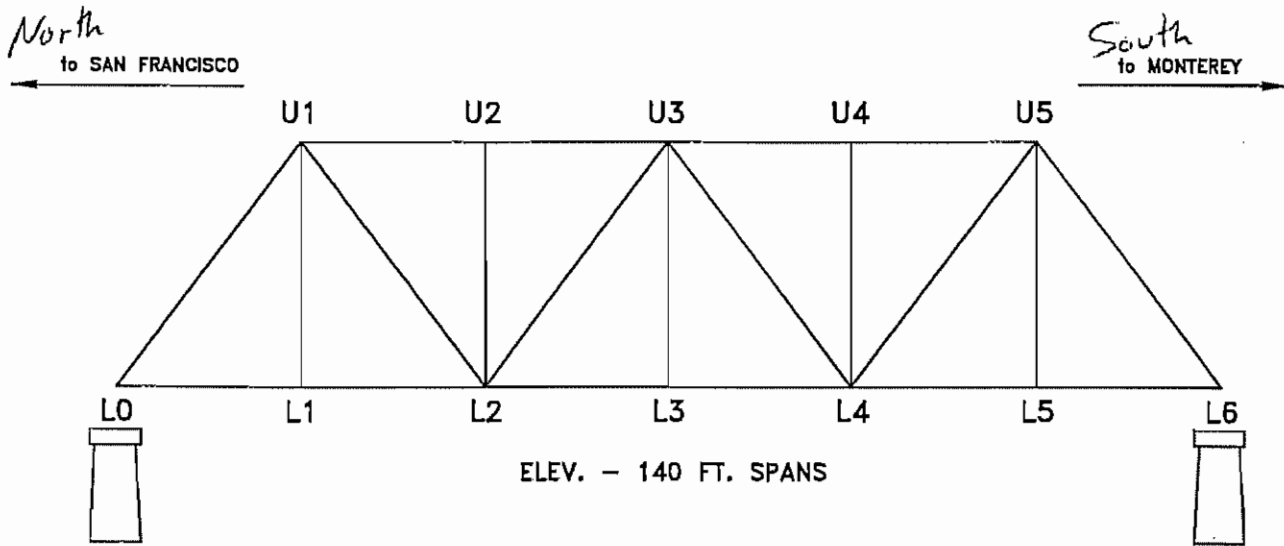 North
South
to SAN FRANCISCO
to MONTEREY
U1 U2 U3 U4 U5
L0 L1 L2 L3 L4 L5 L6
ELEV. - 140 FT. SPANS